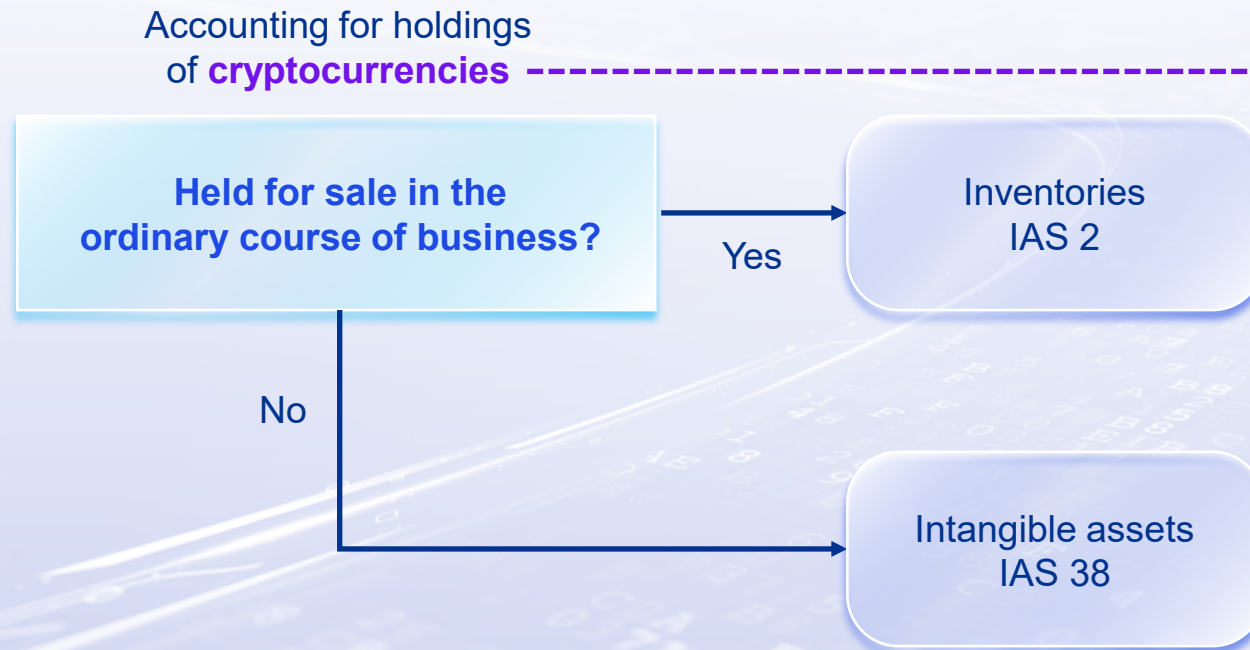 Accounting for holdings
of cryptocurrencies
Held for sale in the
ordinary course of business?
Yes
Inventories
IAS 2
No
Intangible assets
IAS 38